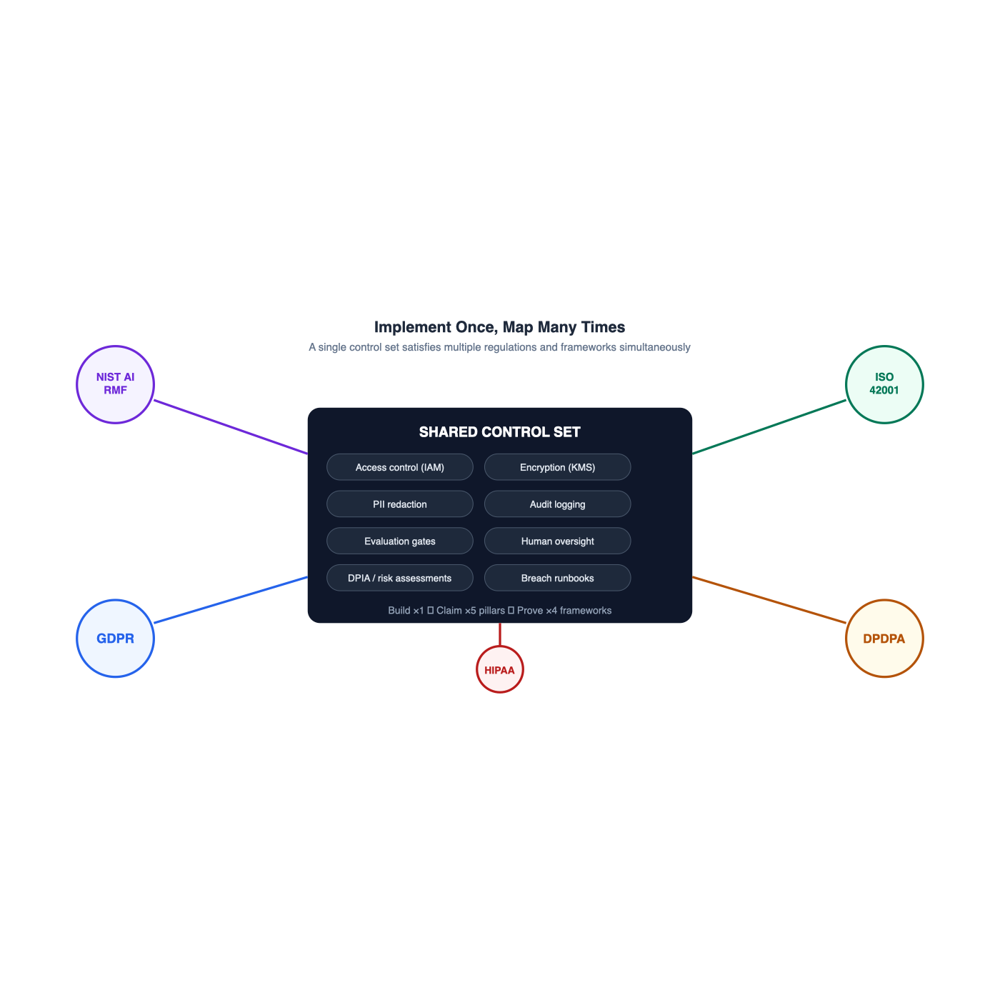 Implement Once, Map Many Times
A single control set satisfies multiple regulations and frameworks simultaneously
NIST AI
RMF
ISO
42001
SHARED CONTROL SET
Access control (IAM)
Encryption (KMS)
PII redaction
Audit logging
Evaluation gates
Human oversight
DPIA / risk assessments
Breach runbooks
Build ×1 □ Claim ×5 pillars □ Prove ×4 frameworks
GDPR
DPDPA
HIPAA